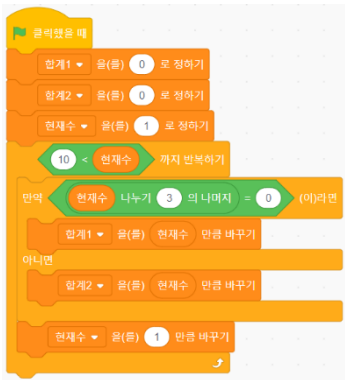 클릭했을 때
합계1 을(를) 0 로 정하기
합계2 을(를) 0 로 정하기
현재수 을(를) 1 로 정하기
10 < 현재수 까지 반복하기
만약 현재수 나누기 3 의 나머지 = 0 (이)라면
합계1 을(를) 현재수 만큼 바꾸기
아니면
합계2 을(를) 현재수 만큼 바꾸기
현재수 을(를) 1 만큼 바꾸기